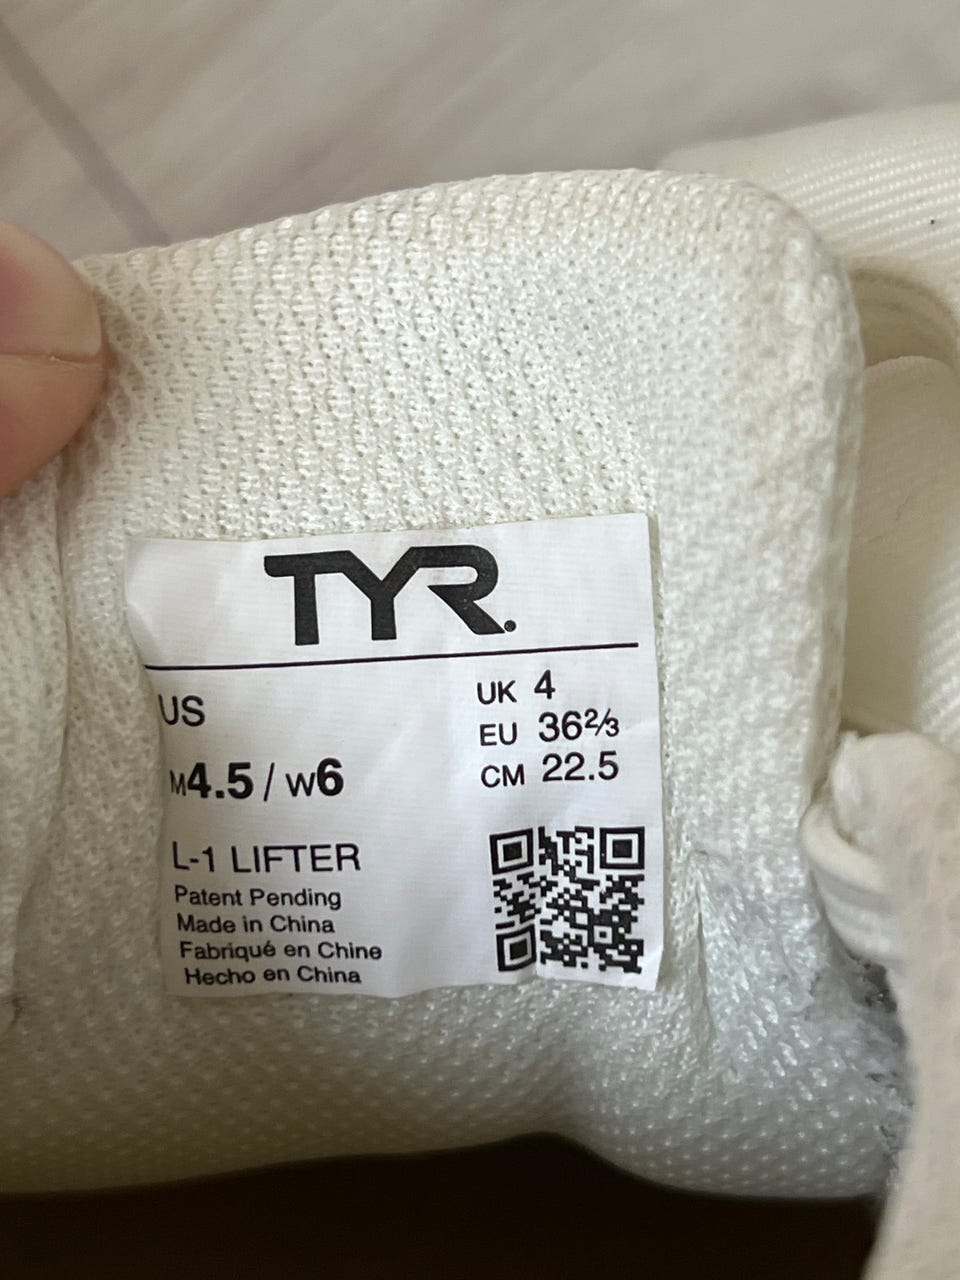 TYR
US
M4.5 / W6
UK 4
EU 36⅔
CM 22.5
L-1 LIFTER
Patent Pending
Made in China
Fabriqué en Chine
Hecho en China